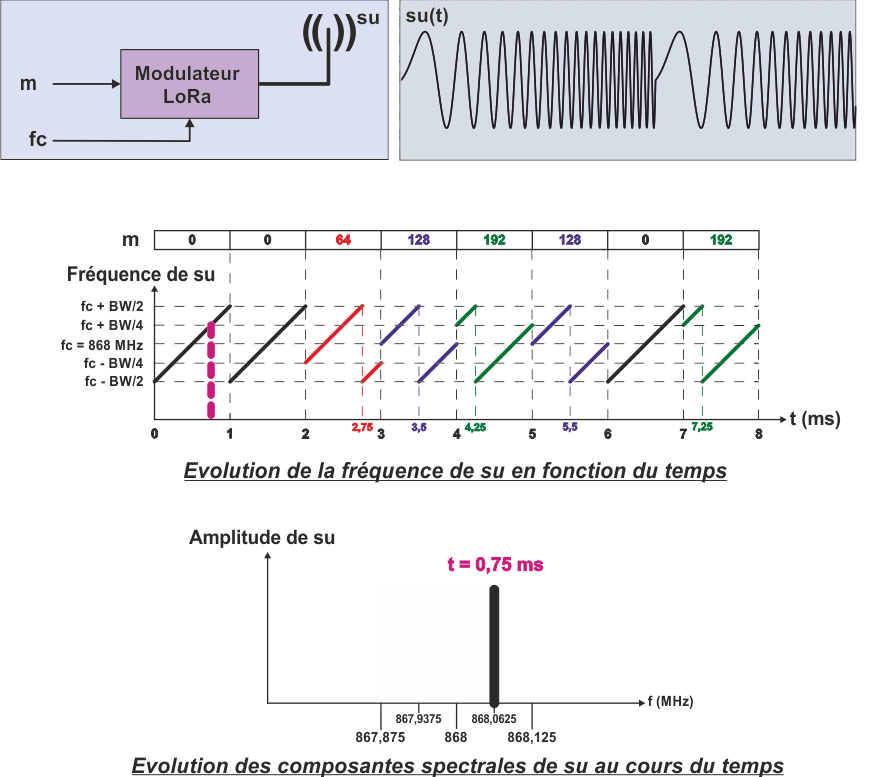 su
su(t)
Modulateur
LoRa
m
fc
m 0 0 64 128 192 128 0 192
Fréquence de su
fc + BW/2
fc + BW/4
fc = 868 MHz
fc - BW/4
fc - BW/2
t (ms)
2,75 3,5 4,25 5,5 7,25
0 1 2 3 4 5 6 7 8
Evolution de la fréquence de su en fonction du temps
Amplitude de su
t = 0,75 ms
f (MHz)
867,9375 868,0625
867,875 868 868,125
Evolution des composantes spectrales de su au cours du temps